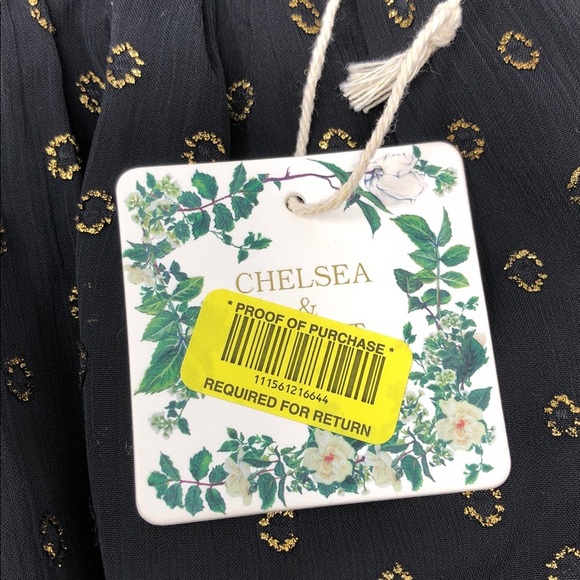 CHELSEA
&
* PROOF OF PURCHASE *
111561216644
REQUIRED FOR RETURN